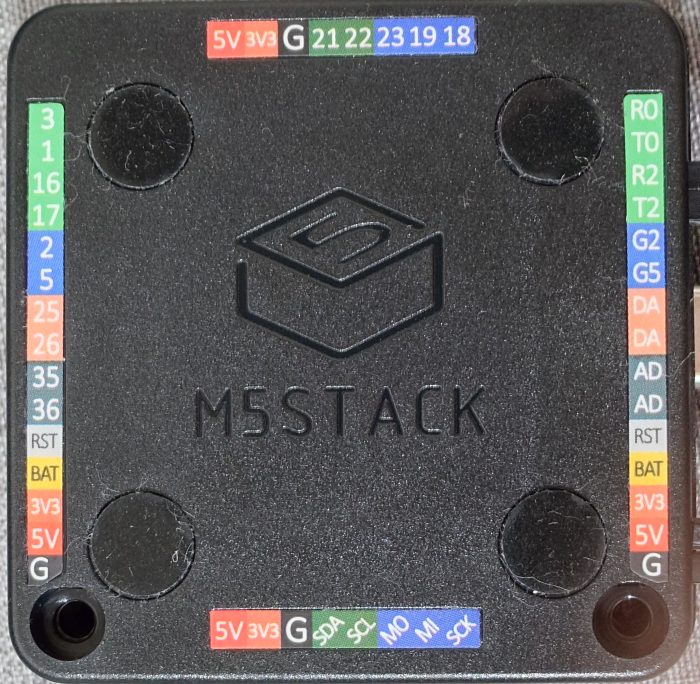 5V 3V3 G 21 22 23 19 18
3
1
16
17
2
5
25
26
35
36
RST
BAT
3V3
5V
G
5
M5STACK
R0
T0
R2
T2
G2
G5
DA
DA
AD
AD
RST
BAT
3V3
5V
G
5V 3V3 G SDA SCL MO MI SCK